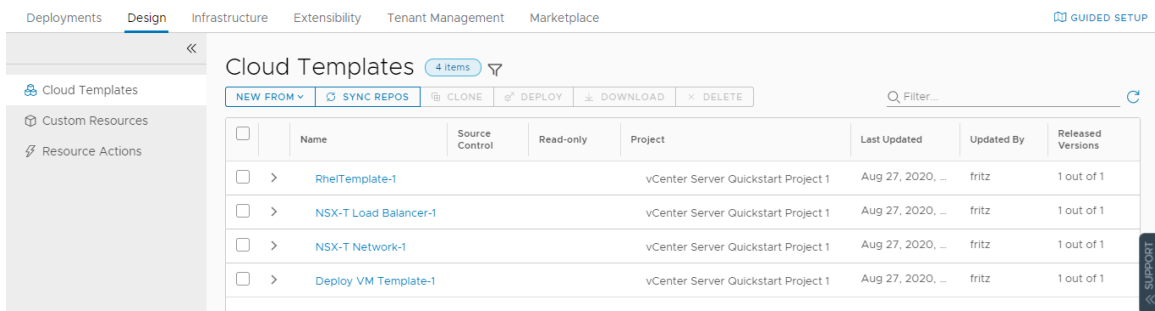 Deployments Design Infrastructure Extensibility Tenant Management Marketplace GUIDED SETUP
Cloud Templates
Custom Resources
Resource Actions
Cloud Templates 4 items
NEW FROM SYNC REPOS CLONE DEPLOY DOWNLOAD DELETE Filter...
Name Source Control Read-only Project Last Updated Updated By Released Versions
RhelTemplate-1 vCenter Server Quickstart Project 1 Aug 27, 2020, ... fritz 1 out of 1
NSX-T Load Balancer-1 vCenter Server Quickstart Project 1 Aug 27, 2020, ... fritz 1 out of 1
NSX-T Network-1 vCenter Server Quickstart Project 1 Aug 27, 2020, ... fritz 1 out of 1
Deploy VM Template-1 vCenter Server Quickstart Project 1 Aug 27, 2020, ... fritz 1 out of 1
SUPPORT